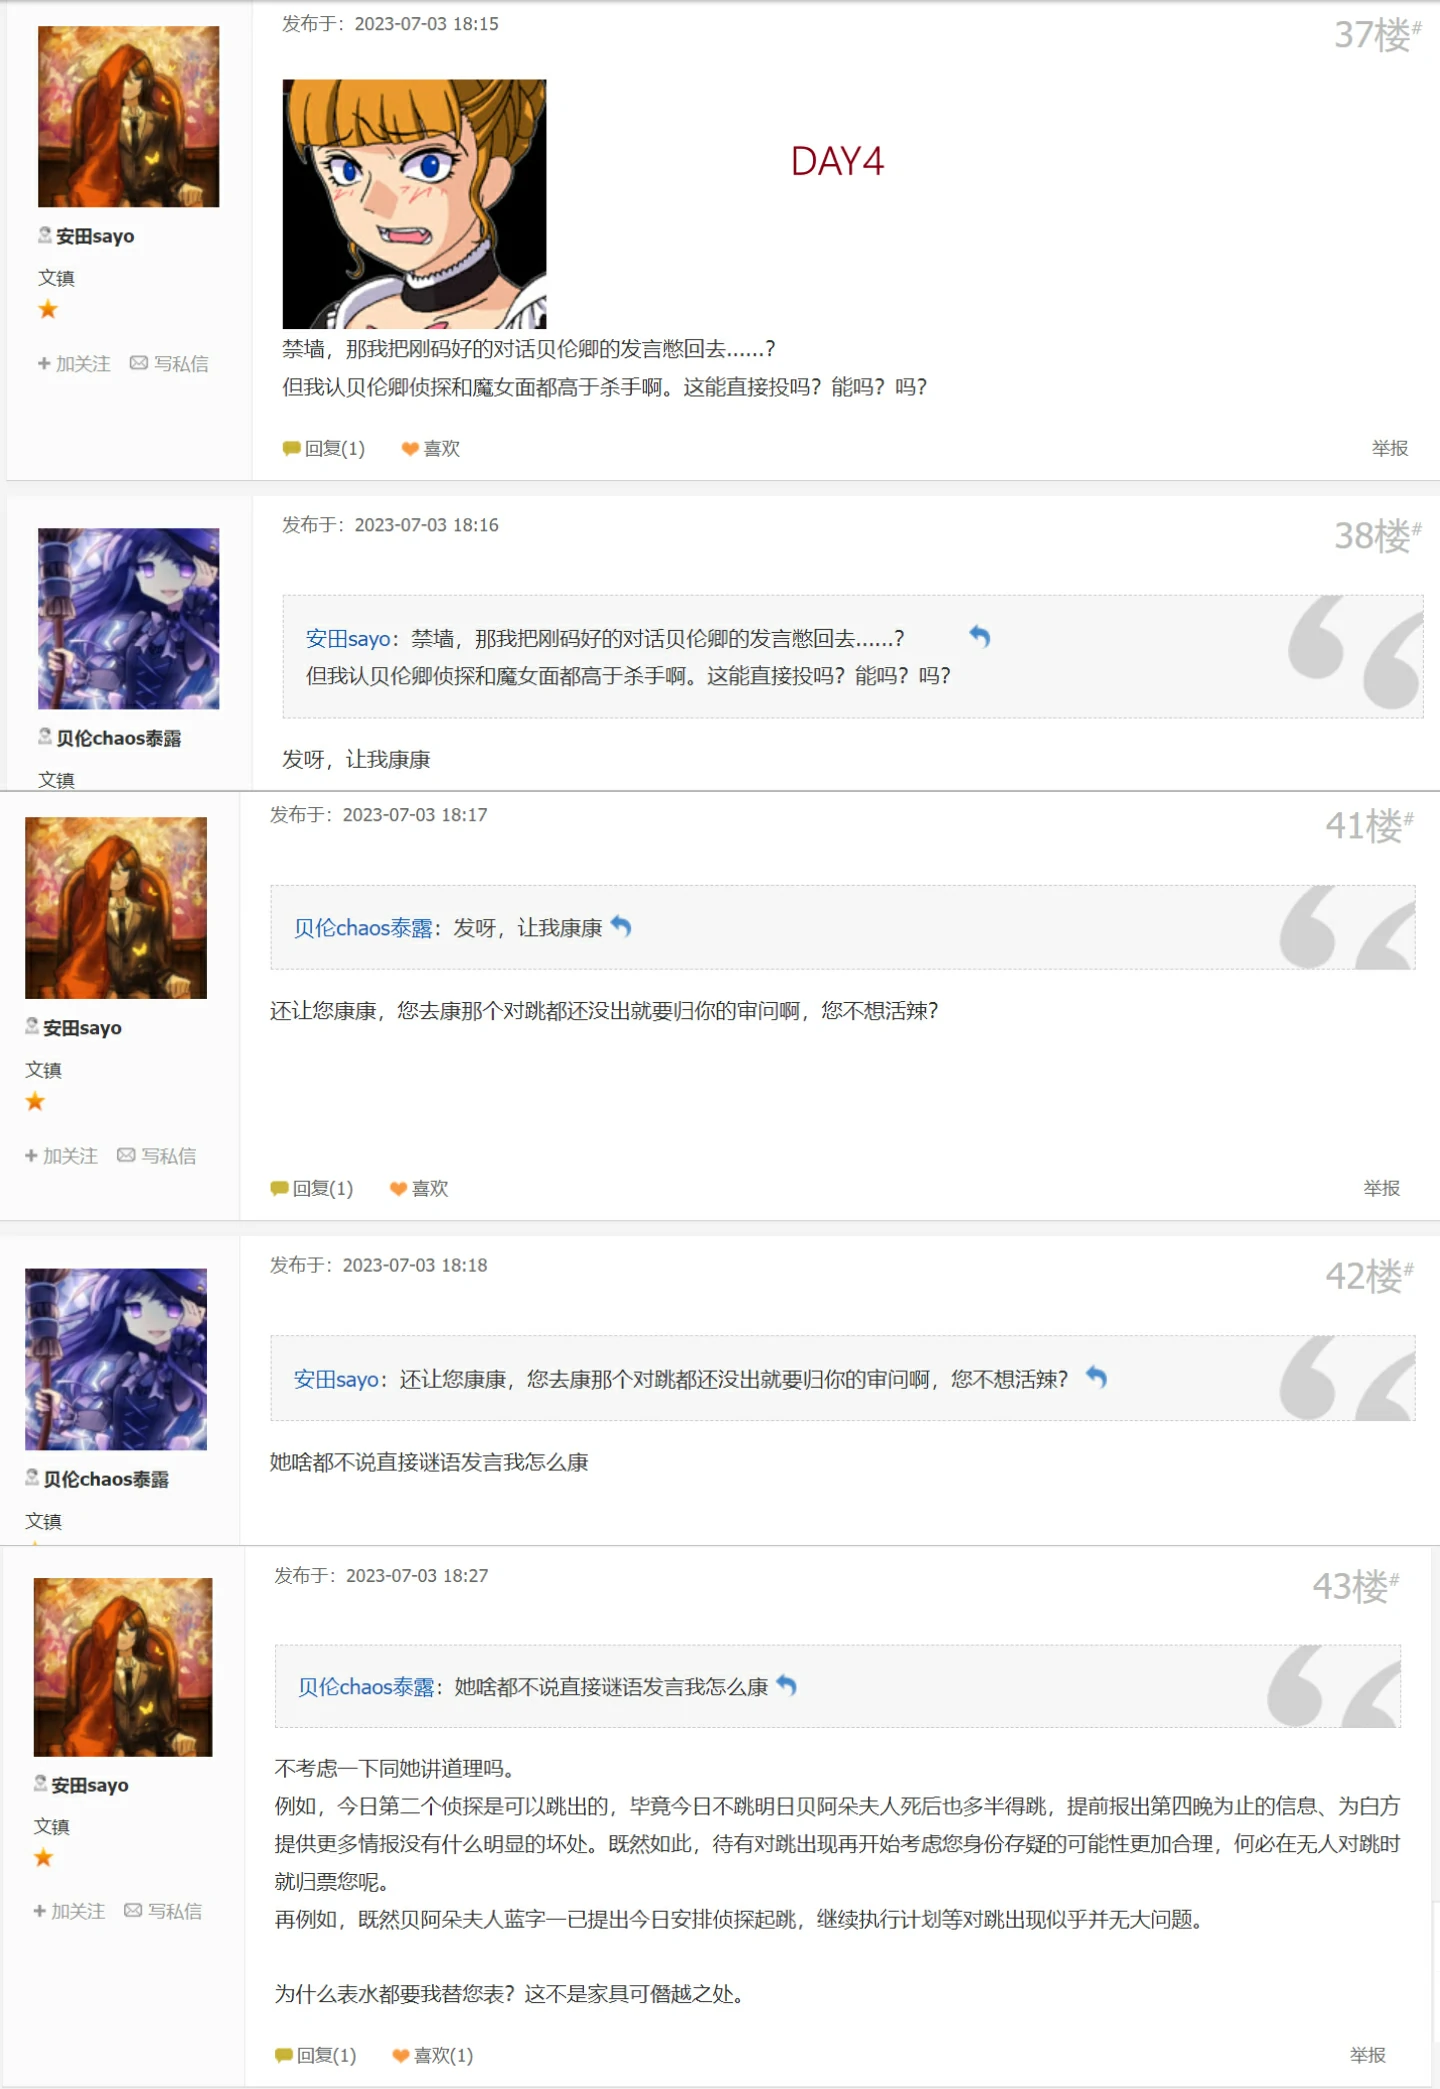 发布于：2023-07-03 18:15
37楼#
DAY4
安田sayo
文镇
加关注 写私信
禁墙，那我把刚码好的对话贝伦卿的发言憋回去......?
但我认贝伦卿侦探和魔女面都高于杀手啊。这能直接投吗？能吗？吗？
回复(1) 喜欢 举报
发布于：2023-07-03 18:16
38楼#
安田sayo：禁墙，那我把刚码好的对话贝伦卿的发言憋回去......?
但我认贝伦卿侦探和魔女面都高于杀手啊。这能直接投吗？能吗？吗？
贝伦chaos泰露
文镇
发呀，让我康康
发布于：2023-07-03 18:17
41楼#
贝伦chaos泰露：发呀，让我康康
还让您康康，您去康那个对跳都还没出就要归你的审问啊，您不想活辣？
安田sayo
文镇
加关注 写私信
回复(1) 喜欢 举报
发布于：2023-07-03 18:18
42楼#
安田sayo：还让您康康，您去康那个对跳都还没出就要归你的审问啊，您不想活辣？
她啥都不说直接谜语发言我怎么康
贝伦chaos泰露
文镇
发布于：2023-07-03 18:27
43楼#
贝伦chaos泰露：她啥都不说直接谜语发言我怎么康
安田sayo
文镇
加关注 写私信
不考虑一下同她讲道理吗。
例如，今日第二个侦探是可以跳出的，毕竟今日不跳明日贝阿朵夫人死后也多半得跳，提前报出第四晚为止的信息、为白方
提供更多情报没有什么明显的坏处。既然如此，待有对跳出现再开始考虑您身份存疑的可能性更加合理，何必在无人对跳时
就归票您呢。
再例如，既然贝阿朵夫人蓝字一已提出今日安排侦探起跳，继续执行计划等对跳出现似乎并无大问题。
为什么表水都要我替您表？这不是家具可僭越之处。
回复(1) 喜欢(1) 举报